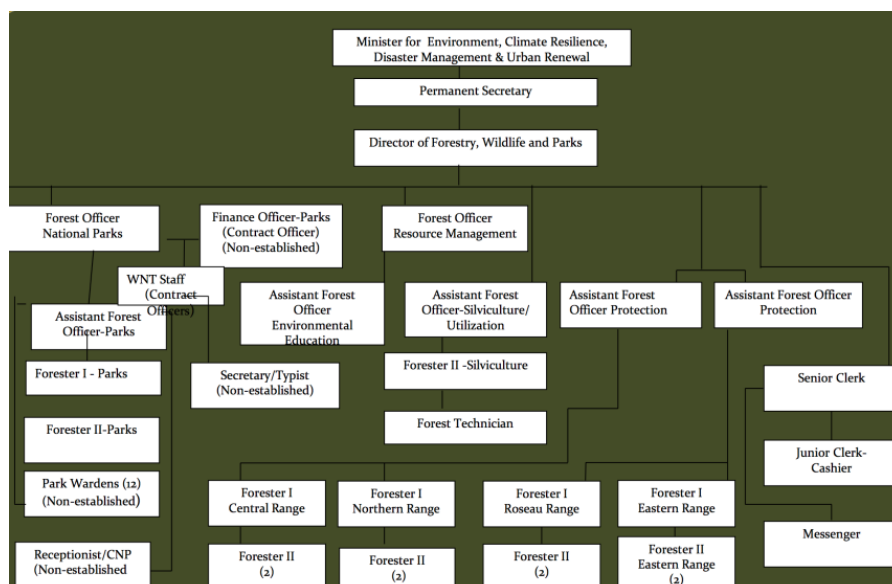 Minister for Environment, Climate Resilience,
Disaster Management & Urban Renewal
Permanent Secretary
Director of Forestry, Wildlife and Parks
Forest Officer
National Parks
Finance Officer-Parks
(Contract Officer)
(Non-established)
Forest Officer
Resource Management
WNT Staff
(Contract
Officers)
Assistant Forest
Officer-Parks
Assistant Forest
Officer
Environmental
Education
Assistant Forest
Officer-Silviculture/
Utilization
Assistant Forest
Officer Protection
Assistant Forest Officer
Protection
Forester I - Parks
Secretary/Typist
(Non-established)
Forester II -Silviculture
Senior Clerk
Forester II-Parks
Forest Technician
Junior Clerk-
Cashier
Park Wardens (12)
(Non-established)
Forester I
Central Range
Forester I
Northern Range
Forester I
Roseau Range
Forester I
Eastern Range
Messenger
Receptionist/CNP
(Non-established
Forester II
(2)
Forester II
(2)
Forester II
(2)
Forester II
Eastern Range
(2)